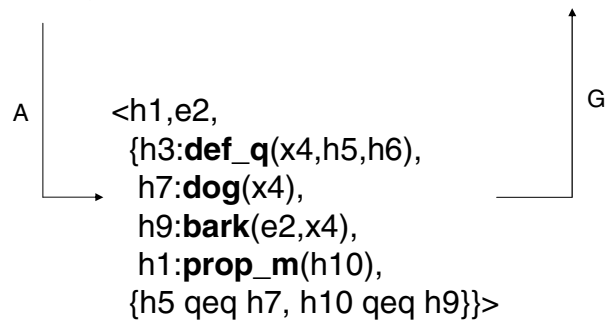 A
G
<h1,e2,
{h3:def_q(x4,h5,h6),
h7:dog(x4),
h9:bark(e2,x4),
h1:prop_m(h10),
{h5 qeq h7, h10 qeq h9}}>